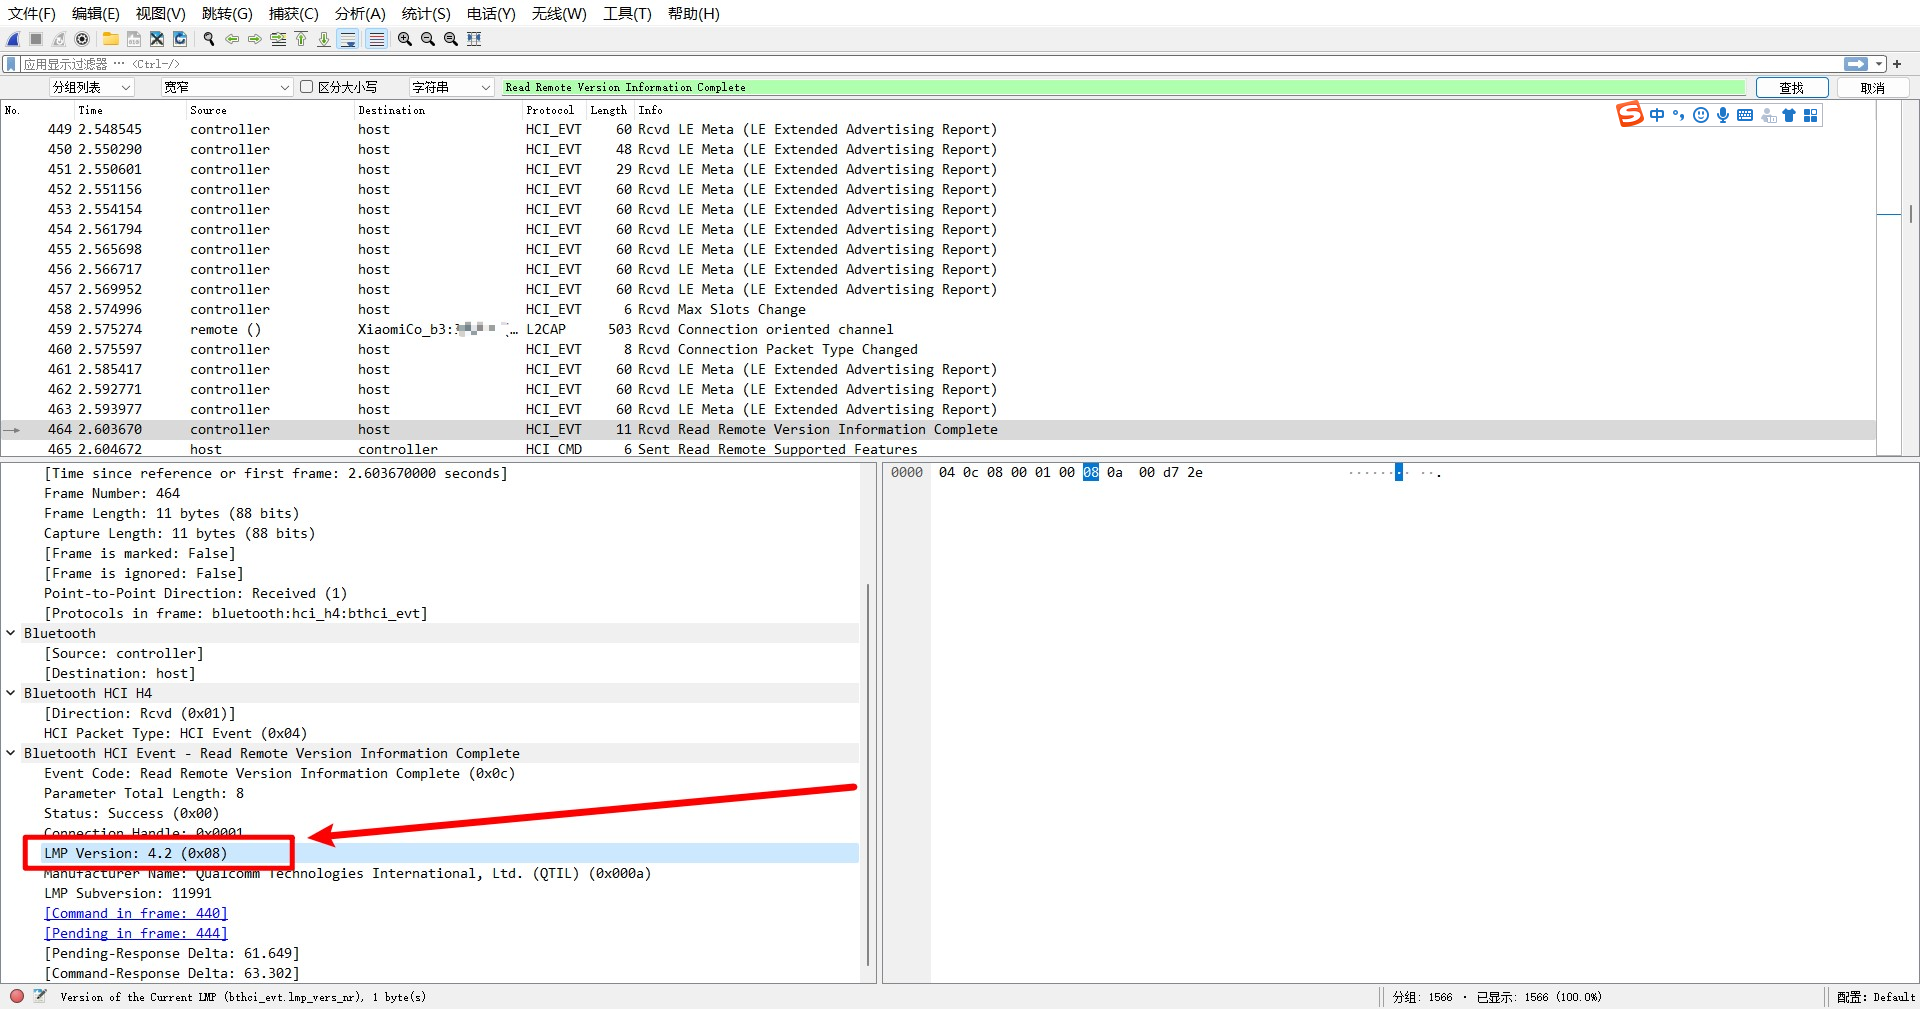 文件(F) 编辑(E) 视图(V) 跳转(G) 捕获(C) 分析(A) 统计(S) 电话(Y) 无线(W) 工具(T) 帮助(H)
应用显示过滤器 … <Ctrl-/>
分组列表 宽窄 区分大小写 字符串 Read Remote Version Information Complete 查找 取消
No. Time Source Destination Protocol Length Info
中
449 2.548545 controller host HCI_EVT 60 Rcvd LE Meta (LE Extended Advertising Report)
450 2.550290 controller host HCI_EVT 48 Rcvd LE Meta (LE Extended Advertising Report)
451 2.550601 controller host HCI_EVT 29 Rcvd LE Meta (LE Extended Advertising Report)
452 2.551156 controller host HCI_EVT 60 Rcvd LE Meta (LE Extended Advertising Report)
453 2.554154 controller host HCI_EVT 60 Rcvd LE Meta (LE Extended Advertising Report)
454 2.561794 controller host HCI_EVT 60 Rcvd LE Meta (LE Extended Advertising Report)
455 2.565698 controller host HCI_EVT 60 Rcvd LE Meta (LE Extended Advertising Report)
456 2.566717 controller host HCI_EVT 60 Rcvd LE Meta (LE Extended Advertising Report)
457 2.569952 controller host HCI_EVT 60 Rcvd LE Meta (LE Extended Advertising Report)
458 2.574996 controller host HCI_EVT 6 Rcvd Max Slots Change
459 2.575274 remote () XiaomiCo_b3: … L2CAP 503 Rcvd Connection oriented channel
460 2.575597 controller host HCI_EVT 8 Rcvd Connection Packet Type Changed
461 2.585417 controller host HCI_EVT 60 Rcvd LE Meta (LE Extended Advertising Report)
462 2.592771 controller host HCI_EVT 60 Rcvd LE Meta (LE Extended Advertising Report)
463 2.593977 controller host HCI_EVT 60 Rcvd LE Meta (LE Extended Advertising Report)
464 2.603670 controller host HCI_EVT 11 Rcvd Read Remote Version Information Complete
465 2.604672 host controller HCI_CMD 6 Sent Read Remote Supported Features
[Time since reference or first frame: 2.603670000 seconds]
Frame Number: 464
Frame Length: 11 bytes (88 bits)
Capture Length: 11 bytes (88 bits)
[Frame is marked: False]
[Frame is ignored: False]
Point-to-Point Direction: Received (1)
[Protocols in frame: bluetooth:hci_h4:bthci_evt]
Bluetooth
[Source: controller]
[Destination: host]
Bluetooth HCI H4
[Direction: Rcvd (0x01)]
HCI Packet Type: HCI Event (0x04)
Bluetooth HCI Event - Read Remote Version Information Complete
Event Code: Read Remote Version Information Complete (0x0c)
Parameter Total Length: 8
Status: Success (0x00)
Connection Handle: 0x0001
LMP Version: 4.2 (0x08)
Manufacturer Name: Qualcomm Technologies International, Ltd. (QTIL) (0x000a)
LMP Subversion: 11991
[Command in frame: 440]
[Pending in frame: 444]
[Pending-Response Delta: 61.649]
[Command-Response Delta: 63.302]
0000 04 0c 08 00 01 00 08 0a 00 d7 2e ········ ··.
Version of the Current LMP (bthci_evt.lmp_vers_nr), 1 byte(s)
分组: 1566 · 已显示: 1566 (100.0%)
配置: Default